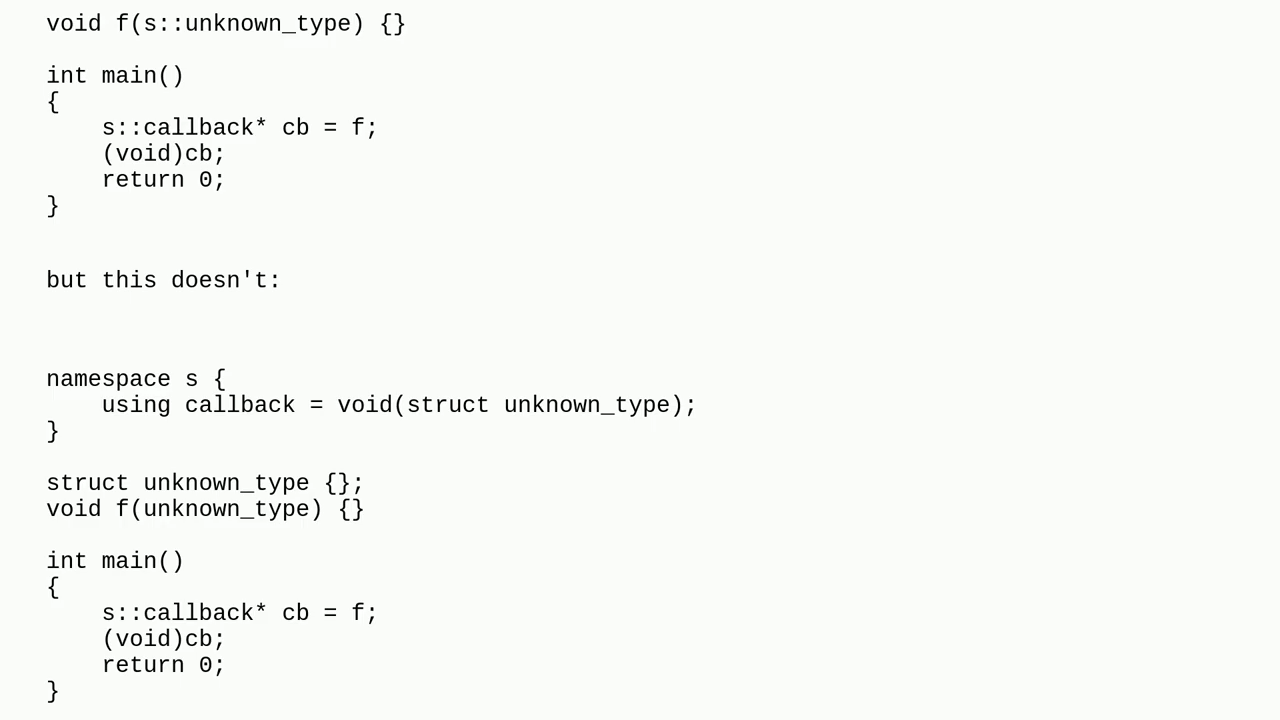 void f(s::unknown_type) {}
int main()
{
    s::callback* cb = f;
    (void)cb;
    return 0;
}
but this doesn't:
namespace s {
    using callback = void(struct unknown_type);
}
struct unknown_type {};
void f(unknown_type) {}
int main()
{
    s::callback* cb = f;
    (void)cb;
    return 0;
}